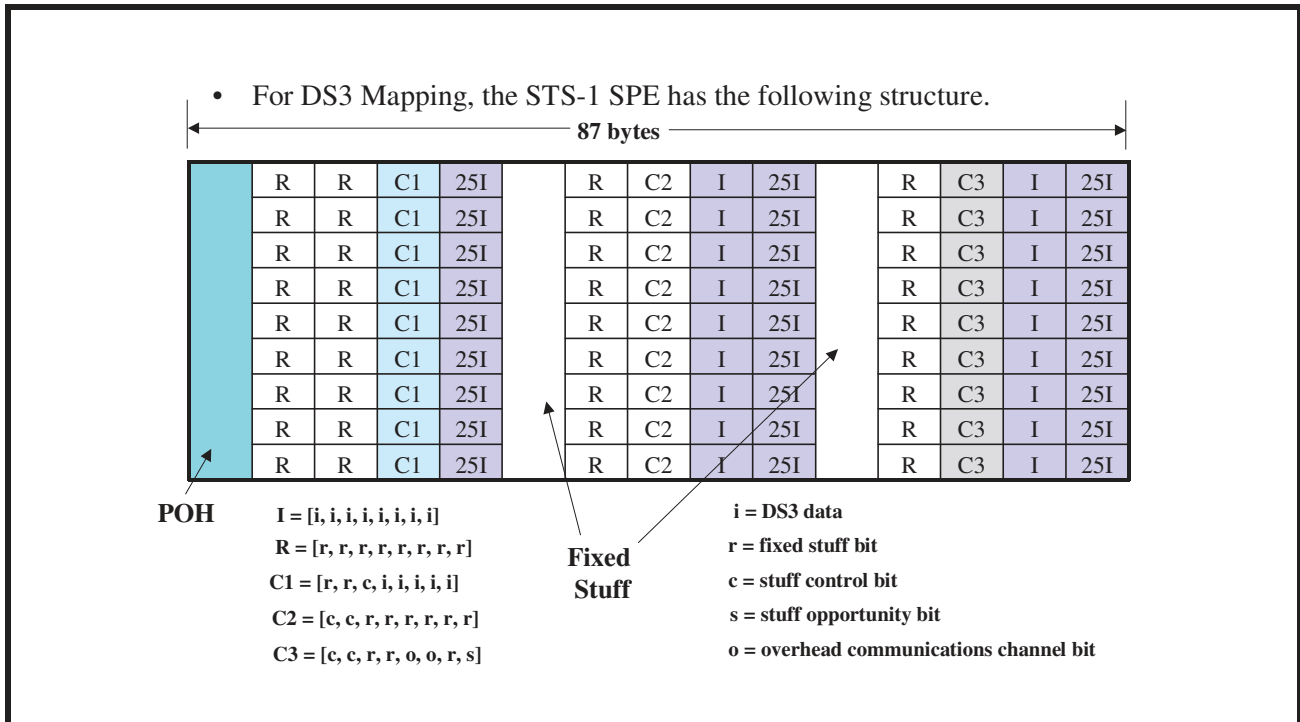 • For DS3 Mapping, the STS-1 SPE has the following structure.
87 bytes
R R C1 25I R C2 I 25I R C3 I 25I
R R C1 25I R C2 I 25I R C3 I 25I
R R C1 25I R C2 I 25I R C3 I 25I
R R C1 25I R C2 I 25I R C3 I 25I
R R C1 25I R C2 I 25I R C3 I 25I
R R C1 25I R C2 I 25I R C3 I 25I
R R C1 25I R C2 I 25I R C3 I 25I
R R C1 25I R C2 I 25I R C3 I 25I
R R C1 25I R C2 I 25I R C3 I 25I
POH
I = [i, i, i, i, i, i, i, i]
R = [r, r, r, r, r, r, r, r]
C1 = [r, r, c, i, i, i, i, i]
C2 = [c, c, r, r, r, r, r, r]
C3 = [c, c, r, r, o, o, r, s]
Fixed
Stuff
i = DS3 data
r = fixed stuff bit
c = stuff control bit
s = stuff opportunity bit
o = overhead communications channel bit